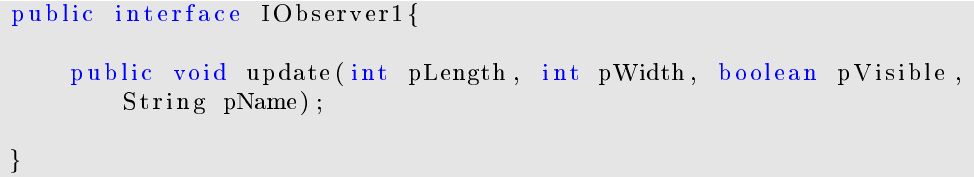 public interface IObserver1{
public void update(int pLength, int pWidth, boolean pVisible,
String pName);
}